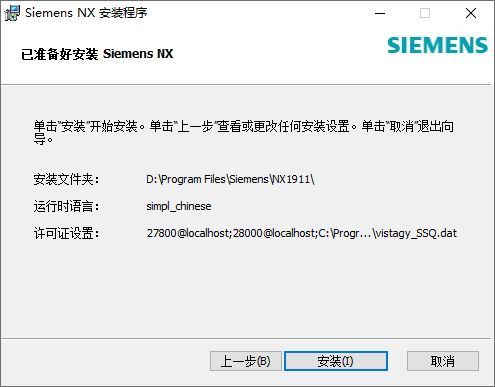 Siemens NX 安装程序
已准备好安装 Siemens NX
SIEMENS
单击"安装"开始安装。单击"上一步"查看或更改任何安装设置。单击"取消"退出向
导。
安装文件夹： D:\Program Files\Siemens\NX1911\
运行时语言： simpl_chinese
许可证设置： 27800@localhost;28000@localhost;C:\Progr...\vistagy_SSQ.dat
上一步(B) 安装(I) 取消